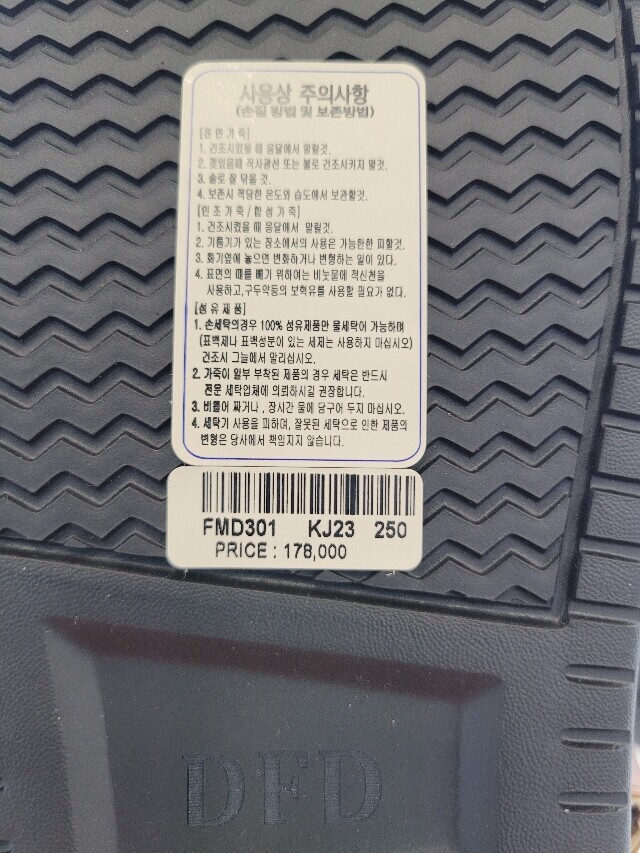 사용상 주의사항
(손질 방법 및 보존방법)
[천연가죽]
1. 건조시켰을 때 응달에서 말릴것.
2. 젖었을때 직사광선 또는 불로 건조시키지 말것.
3. 솔로 잘 닦을 것.
4. 보존시 적당한 온도와 습도에서 보관할것.
[인조가죽/합성가죽]
1. 건조시켰을 때 응달에서 말릴것.
2. 기름기가 있는 장소에서의 사용은 가능한한 피할것.
3. 화기옆에 놓으면 변화하거나 변형하는 일이 있다.
4. 표면의 때를 빼기 위하여는 비눗물에 적신천을
사용하고,구두약등의 보혁유를 사용할 필요가 없다.
[섬유제품]
1. 손세탁의경우 100% 섬유제품만 물세탁이 가능하며
(표백제나 표백성분이 있는 세제는 사용하지 마십시오)
건조시 그늘에서 말리십시오.
2. 가죽이 일부 부착된 제품의 경우 세탁은 반드시
전문 세탁업체에 의뢰하시길 권장합니다.
3. 비틀어 짜거나, 장시간 물에 담구어 두지 마십시오.
4. 세탁기 사용을 피하며, 잘못된 세탁으로 인한 제품의
변형은 당사에서 책임지지 않습니다.
FMD301 KJ23 250
PRICE : 178,000
DFD